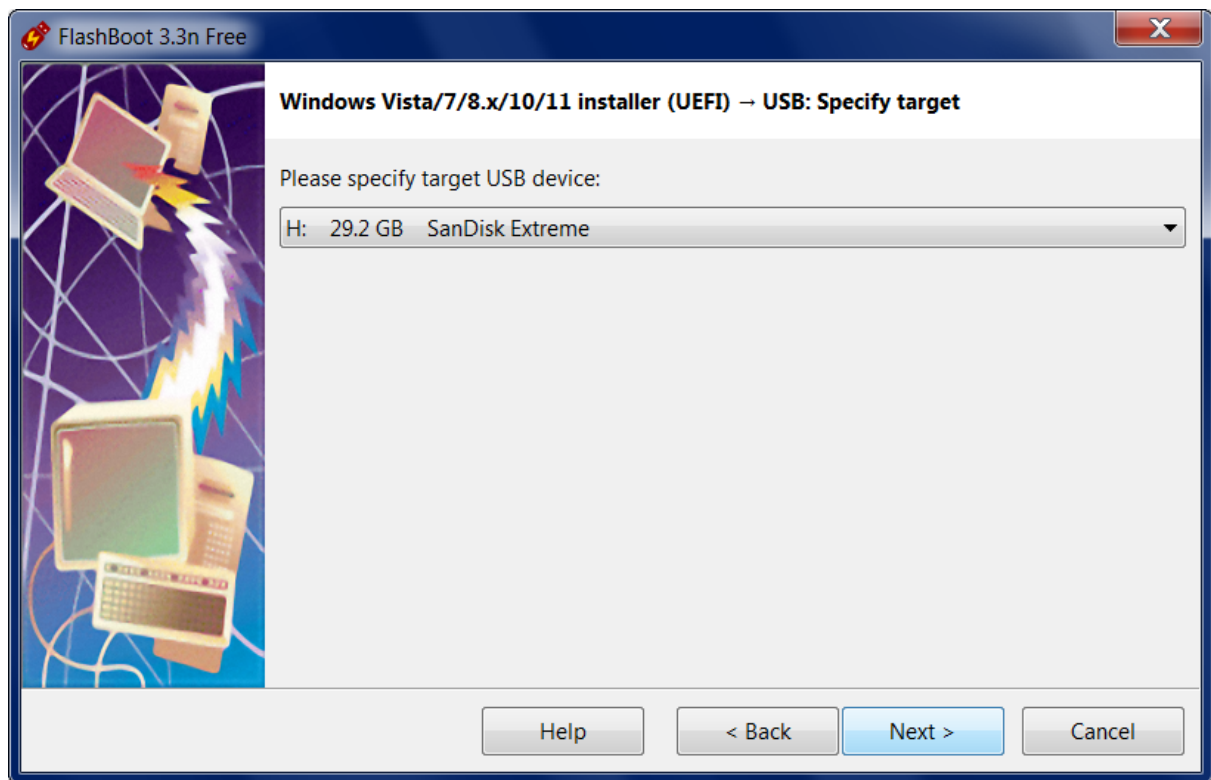 FlashBoot 3.3n Free
X
Windows Vista/7/8.x/10/11 installer (UEFI) → USB: Specify target
Please specify target USB device:
H: 29.2 GB SanDisk Extreme
Help
< Back
Next >
Cancel